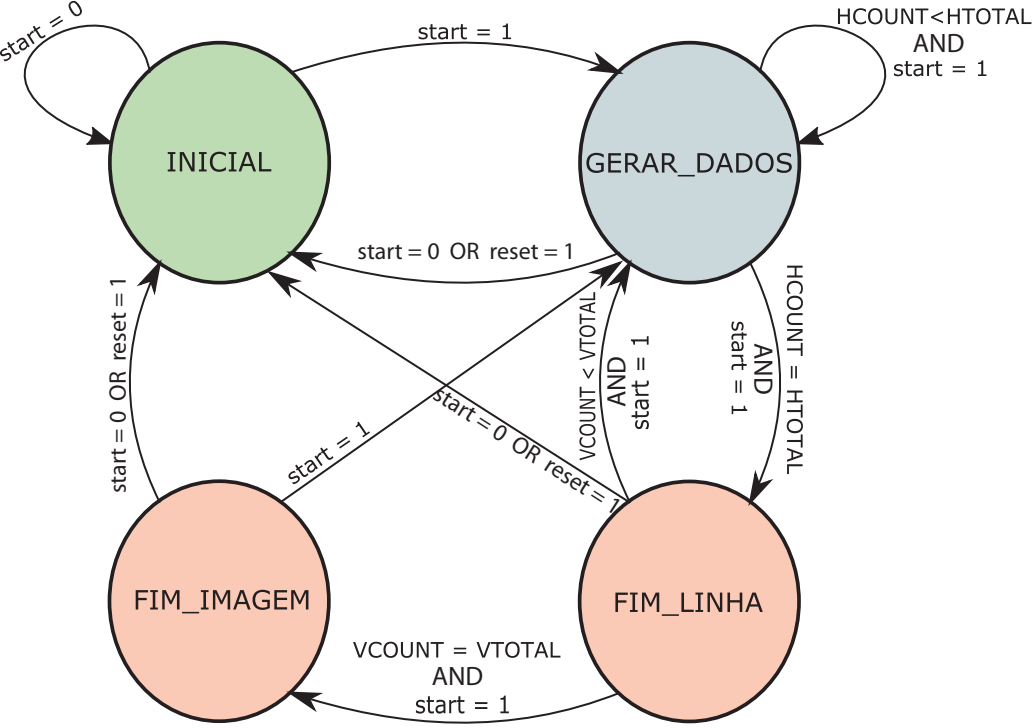 start = 0
start = 1
HCOUNT<HTOTAL
AND
start = 1
INICIAL
GERAR_DADOS
start = 0 OR reset = 1
start = 0 OR reset = 1
start = 1
start = 0 OR reset = 1
VCOUNT < VTOTAL
AND
start = 1
HCOUNT = HTOTAL
AND
start = 1
FIM_IMAGEM
FIM_LINHA
VCOUNT = VTOTAL
AND
start = 1